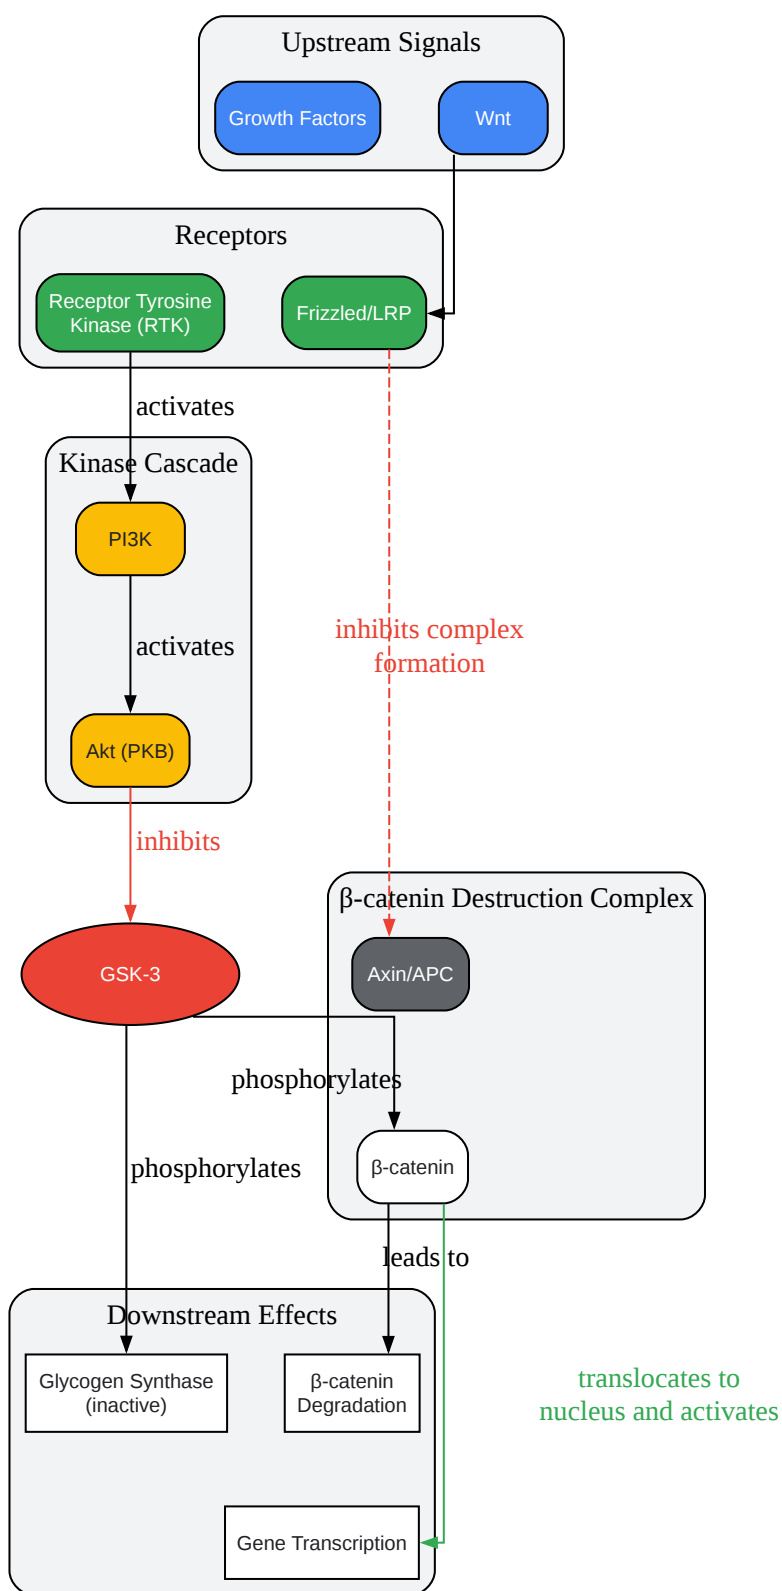 Upstream Signals
Growth Factors
Wnt
Receptors
Receptor Tyrosine
Kinase (RTK)
Frizzled/LRP
activates
Kinase Cascade
PI3K
activates
inhibits complex
formation
Akt (PKB)
inhibits
β-catenin Destruction Complex
GSK-3
Axin/APC
phosphorylates
phosphorylates
β-catenin
leads to
Downstream Effects
Glycogen Synthase
(inactive)
β-catenin
Degradation
translocates to
nucleus and activates
Gene Transcription